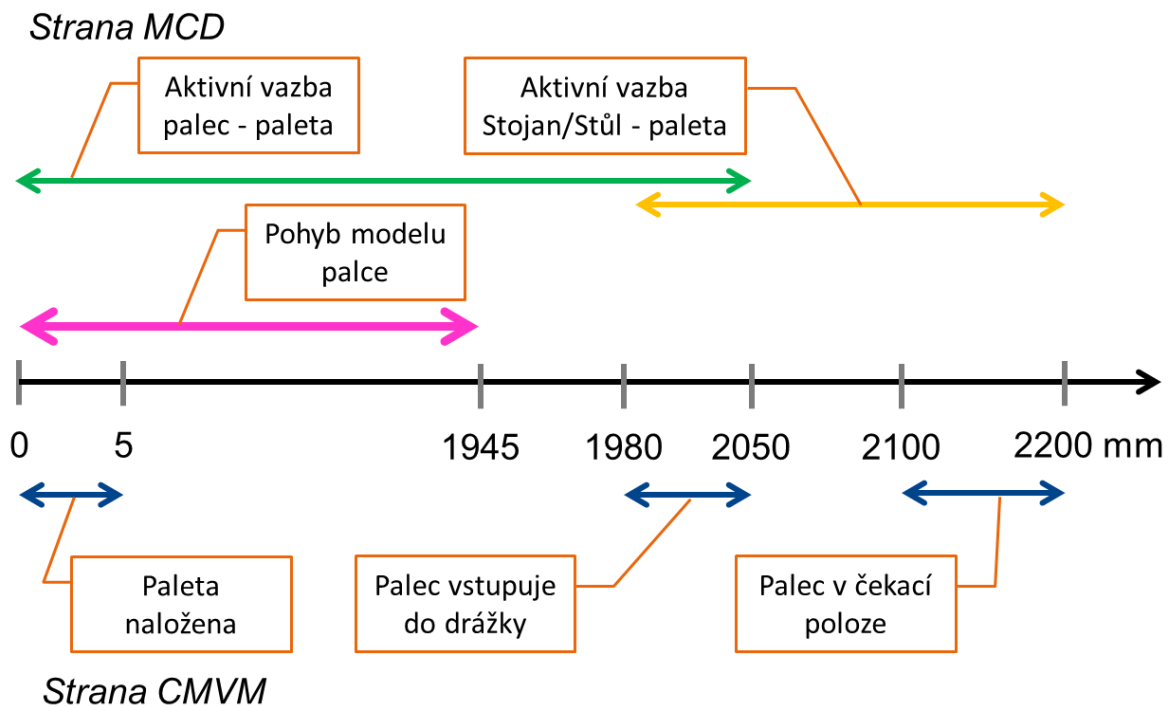 Strana MCD
Aktivní vazba
palec - paleta
Aktivní vazba
Stojan/Stůl - paleta
Pohyb modelu
palce
0 5 1945 1980 2050 2100 2200 mm
Paleta
naložena
Palec vstupuje
do drážky
Palec v čekací
poloze
Strana CMVM